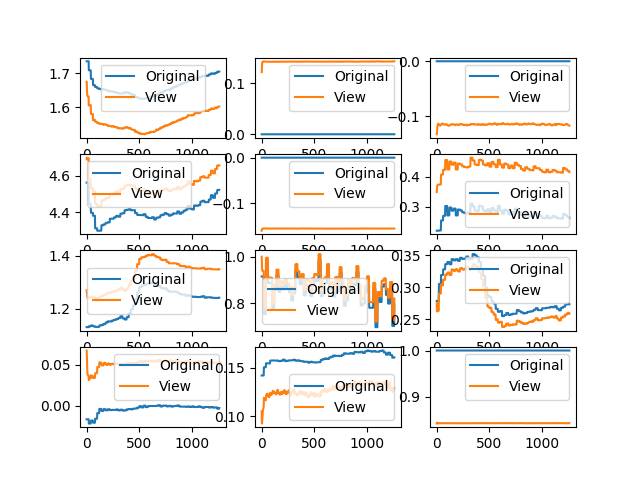 1.7
1.6
Original
View
0
500
1000
0.1
0.0
Original
View
0
500
1000
0.0
−0.1
Original
View
0
500
1000
4.6
4.4
Original
View
0
500
1000
0.0
−0.1
Original
View
0
500
1000
0.4
0.3
Original
View
0
500
1000
1.4
1.2
Original
View
0
500
1000
1.0
0.8
Original
View
0
500
1000
0.35
0.30
0.25
Original
View
0
500
1000
0.05
0.00
Original
View
0
500
1000
0.15
0.10
Original
View
0
500
1000
1.0
0.9
Original
View
0
500
1000